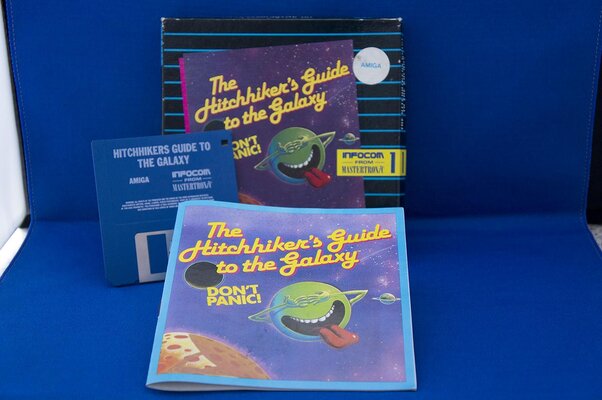 The
Hitchhiker's Guide
to the Galaxy
DON'T
PANIC!
AMIGA
INFOCOM
FROM
MASTERTRONIC
1
HITCHHIKERS GUIDE TO
THE GALAXY
AMIGA
INFOCOM
FROM
MASTERTRONIC
The
Hitchhiker's Guide
to the Galaxy
DON'T
PANIC!